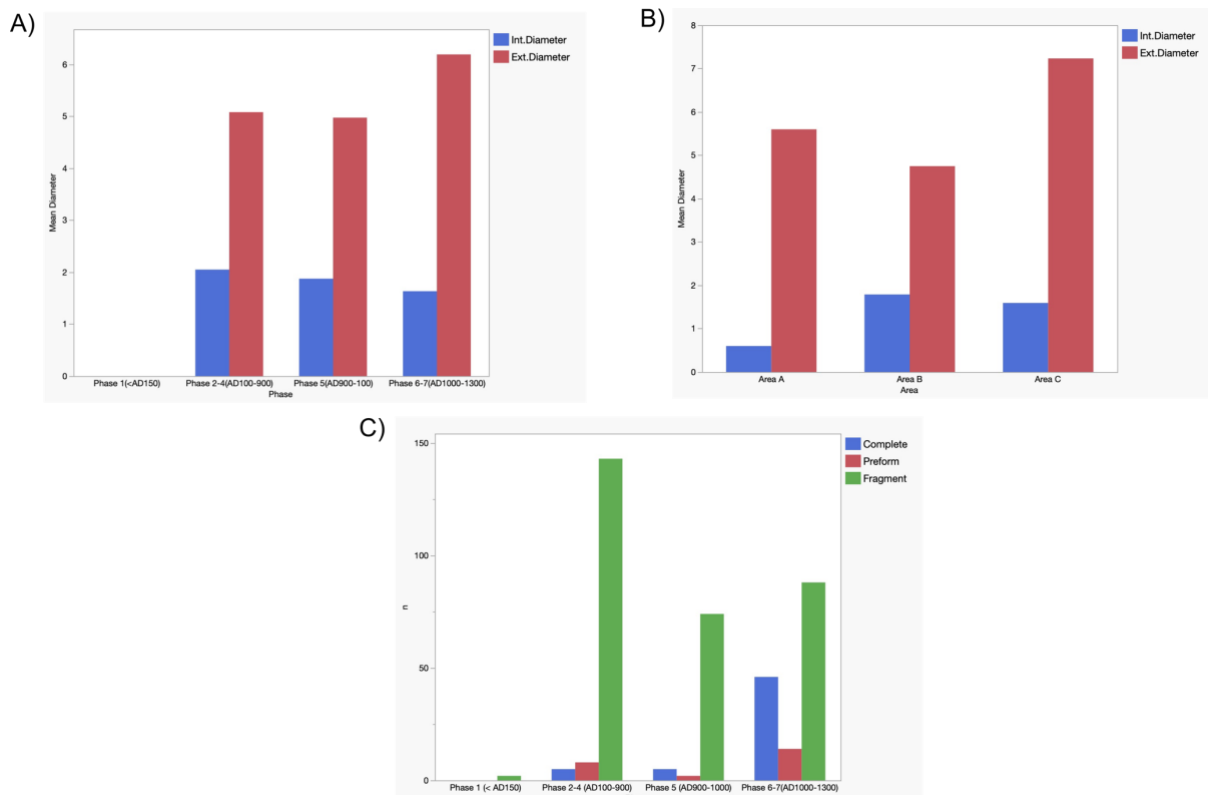 A)
Int.Diameter
Ext.Diameter
6
5
4
3
2
1
0
Mean Diameter
Phase 1(<AD150)
Phase 2-4(AD100-900)
Phase 5(AD900-100)
Phase 6-7(AD1000-1300)
Phase
B)
Int.Diameter
Ext.Diameter
8
7
6
5
4
3
2
1
0
Mean Diameter
Area A
Area B
Area C
Area
C)
Complete
Preform
Fragment
150
100
50
0
n
Phase 1 (< AD150)
Phase 2-4 (AD100-900)
Phase 5 (AD900-1000)
Phase 6-7(AD1000-1300)